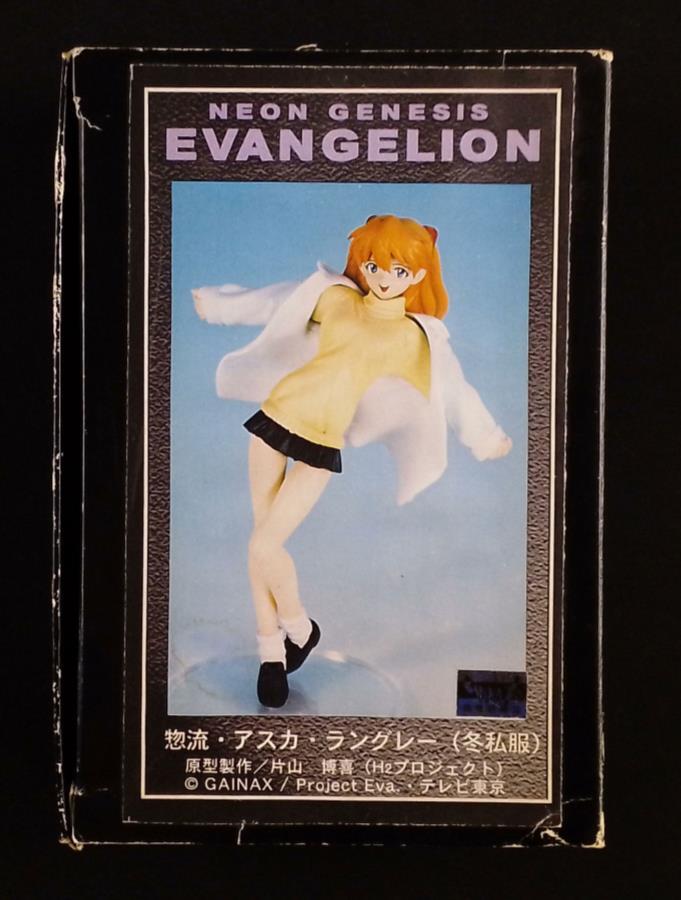 NEON GENESIS
EVANGELION
惣流・アスカ・ラングレー（冬私服）
原型製作／片山　博喜（H2プロジェクト）
© GAINAX / Project Eva.・テレビ東京